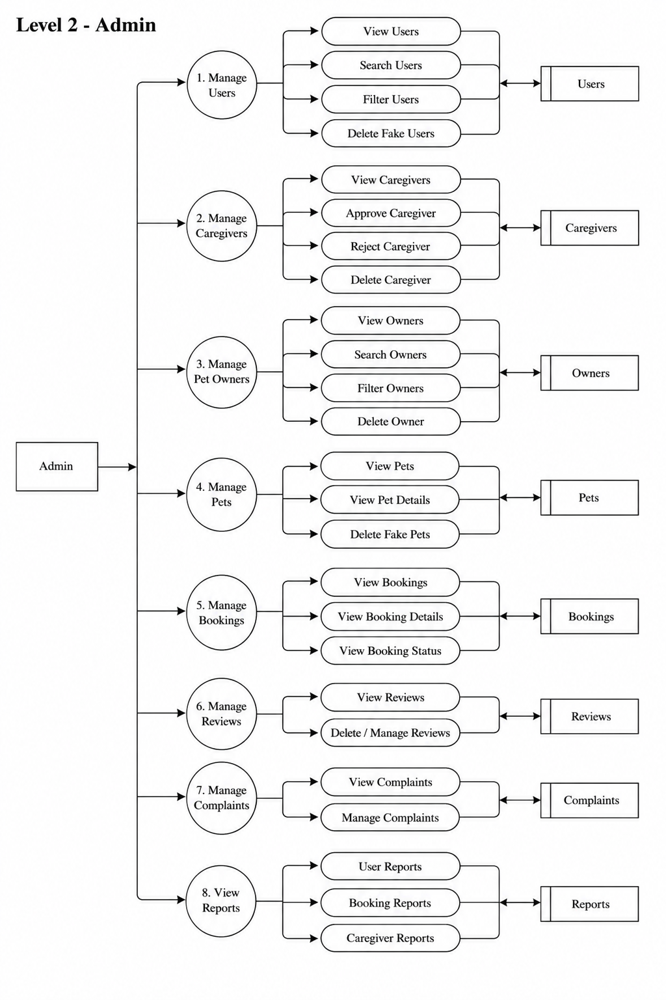 Level 2 - Admin
1. Manage
Users
View Users
Search Users
Filter Users
Delete Fake Users
Users
2. Manage
Caregivers
View Caregivers
Approve Caregiver
Reject Caregiver
Delete Caregiver
Caregivers
3. Manage
Pet Owners
View Owners
Search Owners
Filter Owners
Delete Owner
Owners
Admin
4. Manage
Pets
View Pets
View Pet Details
Delete Fake Pets
Pets
5. Manage
Bookings
View Bookings
View Booking Details
View Booking Status
Bookings
6. Manage
Reviews
View Reviews
Delete / Manage Reviews
Reviews
7. Manage
Complaints
View Complaints
Manage Complaints
Complaints
8. View
Reports
User Reports
Booking Reports
Caregiver Reports
Reports